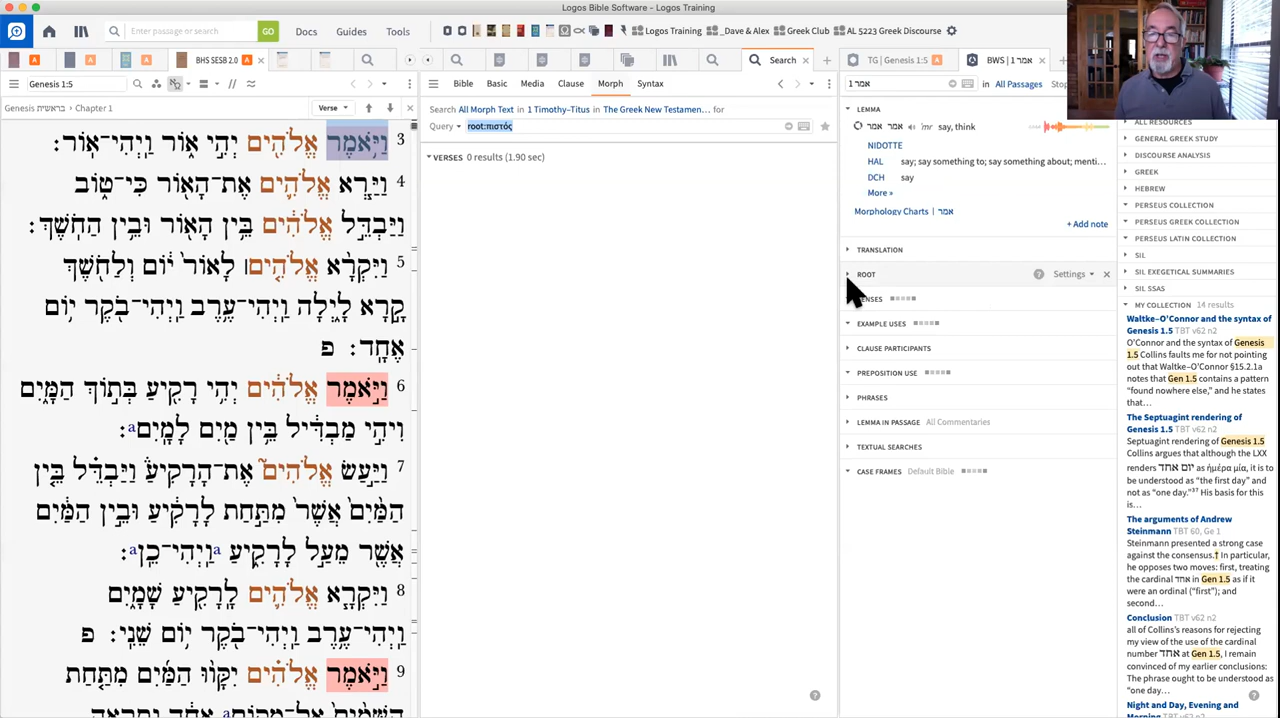 Logos Bible Software - Logos Training
Enter passage or search
GO
Docs
Guides
Tools
Logos Training
_Dave & Alex
Greek Club
AL 5223 Greek Discourse
BHS SESB 2.0
Search
TG | Genesis 1:5
BWS | אמר 1
Genesis 1:5
Bible
Basic
Media
Clause
Morph
Syntax
אמר 1
in All Passages
Genesis בראשית › Chapter 1
Verse
Search All Morph Text in 1 Timothy–Titus in The Greek New Testamen… for
Query root:πιστός
VERSES 0 results (1.90 sec)
3 וַיֹּ֥אמֶר אֱלֹהִ֖ים יְהִ֣י א֑וֹר וַֽיְהִי־אֽוֹר׃
4 וַיַּ֧רְא אֱלֹהִ֛ים אֶת־הָא֖וֹר כִּי־ט֑וֹב
וַיַּבְדֵּ֣ל אֱלֹהִ֔ים בֵּ֥ין הָא֖וֹר וּבֵ֥ין הַחֹֽשֶׁךְ׃
5 וַיִּקְרָ֨א אֱלֹהִ֤ים׀ לָאוֹר֙ י֔וֹם וְלַחֹ֖שֶׁךְ
קָ֣רָא לָ֑יְלָה וַֽיְהִי־עֶ֥רֶב וַֽיְהִי־בֹ֖קֶר י֥וֹם
אֶחָֽד׃ פ
6 וַיֹּ֣אמֶר אֱלֹהִ֔ים יְהִ֥י רָקִ֖יעַ בְּת֣וֹךְ הַמָּ֑יִם
וִיהִ֣י מַבְדִּ֔יל בֵּ֥ין מַ֖יִם לָמָֽיִם׃a
7 וַיַּ֣עַשׂ אֱלֹהִים֮ אֶת־הָרָקִיעַ֒ וַיַּבְדֵּ֗ל בֵּ֤ין
הַמַּ֙יִם֙ אֲשֶׁר֙ מִתַּ֣חַת לָרָקִ֔יעַ וּבֵ֣ין הַמַּ֔יִם
אֲשֶׁ֖ר מֵעַ֣ל לָרָקִ֑יעַ aוַֽיְהִי־כֵֽן׃a
8 וַיִּקְרָ֧א אֱלֹהִ֛ים לָֽרָקִ֖יעַ שָׁמָ֑יִם
וַֽיְהִי־עֶ֥רֶב וַֽיְהִי־בֹ֖קֶר י֥וֹם שֵׁנִֽי׃ פ
9 וַיֹּ֣אמֶר אֱלֹהִ֗ים יִקָּו֨וּ הַמַּ֜יִם מִתַּ֤חַת
LEMMA
אמר אמר ʾmr say, think
NIDOTTE
HAL say; say something to; say something about; menti…
DCH say
More »
Morphology Charts | אמר
+ Add note
TRANSLATION
ROOT
Settings
EXAMPLE USES
CLAUSE PARTICIPANTS
PREPOSITION USE
PHRASES
LEMMA IN PASSAGE All Commentaries
TEXTUAL SEARCHES
CASE FRAMES Default Bible
ALL RESOURCES
GENERAL GREEK STUDY
DISCOURSE ANALYSIS
GREEK
HEBREW
PERSEUS COLLECTION
PERSEUS GREEK COLLECTION
PERSEUS LATIN COLLECTION
SIL
SIL EXEGETICAL SUMMARIES
SIL SSAS
MY COLLECTION 14 results
Waltke–O'Connor and the syntax of
Genesis 1.5 TBT v62 n2
O'Connor and the syntax of Genesis
1.5 Collins faults me for not pointing
out that Waltke–O'Connor §15.2.1a
notes that Gen 1.5 contains a pattern
"found nowhere else," and he states
that…
The Septuagint rendering of
Genesis 1.5 TBT v62 n2
Septuagint rendering of Genesis 1.5
Collins argues that although the LXX
renders יום אחד as ἡμέρα μία, it is to
be understood as "the first day" and
not as "one day."³⁷ His basis for this
is…
The arguments of Andrew
Steinmann TBT 60, Ge 1
Steinmann presented a strong case
against the consensus.† In particular,
he opposes two moves: first, treating
the cardinal אחד in Gen 1.5 as if it
were an ordinal ("first"); and
second…
Conclusion TBT v62 n2
all of Collins's reasons for rejecting
my view of the use of the cardinal
number אחד at Gen 1.5, I remain
convinced of my earlier conclusions:
The phrase ought to be understood as
"one day…
Night and Day, Evening and